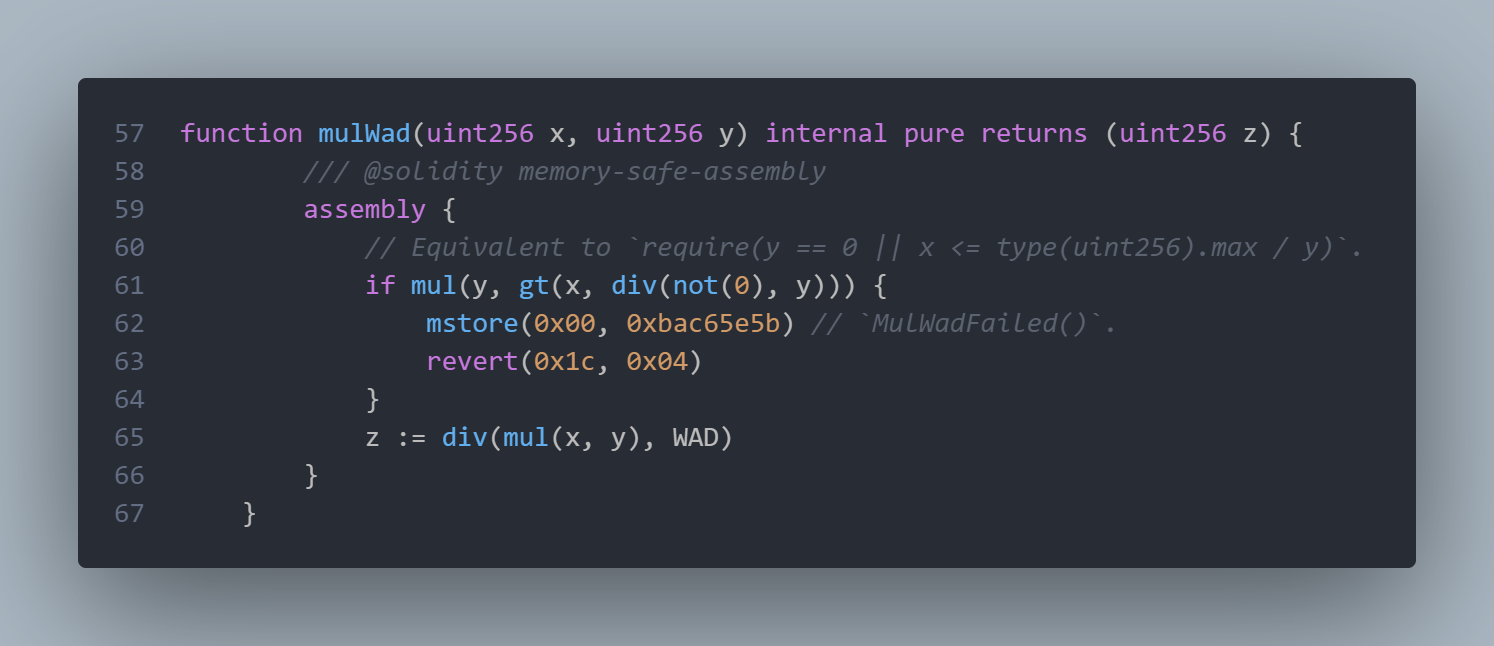 57 function mulWad(uint256 x, uint256 y) internal pure returns (uint256 z) {
58         /// @solidity memory-safe-assembly
59         assembly {
60             // Equivalent to `require(y == 0 || x <= type(uint256).max / y)`.
61             if mul(y, gt(x, div(not(0), y))) {
62                 mstore(0x00, 0xbac65e5b) // `MulWadFailed()`.
63                 revert(0x1c, 0x04)
64             }
65             z := div(mul(x, y), WAD)
66         }
67     }